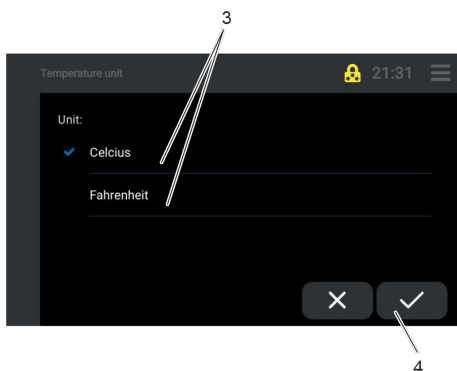 3
Temperature unit 21:31
Unit:
Celcius
Fahrenheit
4